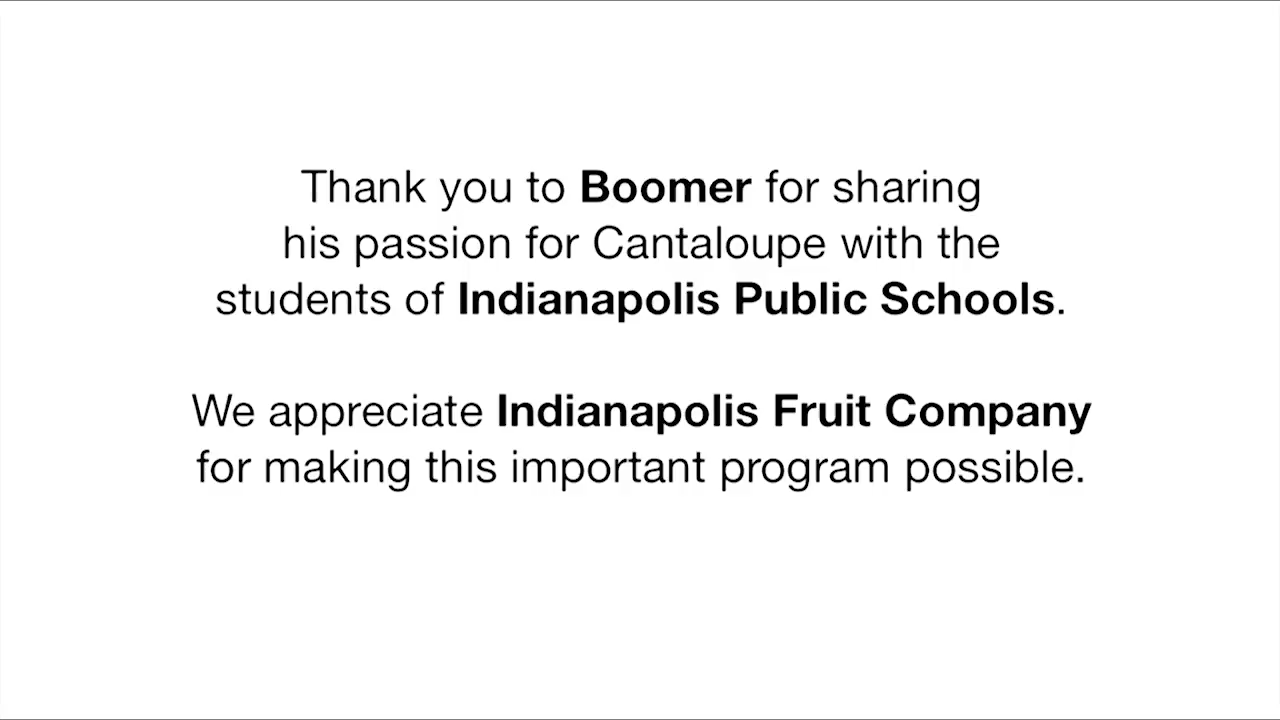 Thank you to Boomer for sharing
his passion for Cantaloupe with the
students of Indianapolis Public Schools.
We appreciate Indianapolis Fruit Company
for making this important program possible.